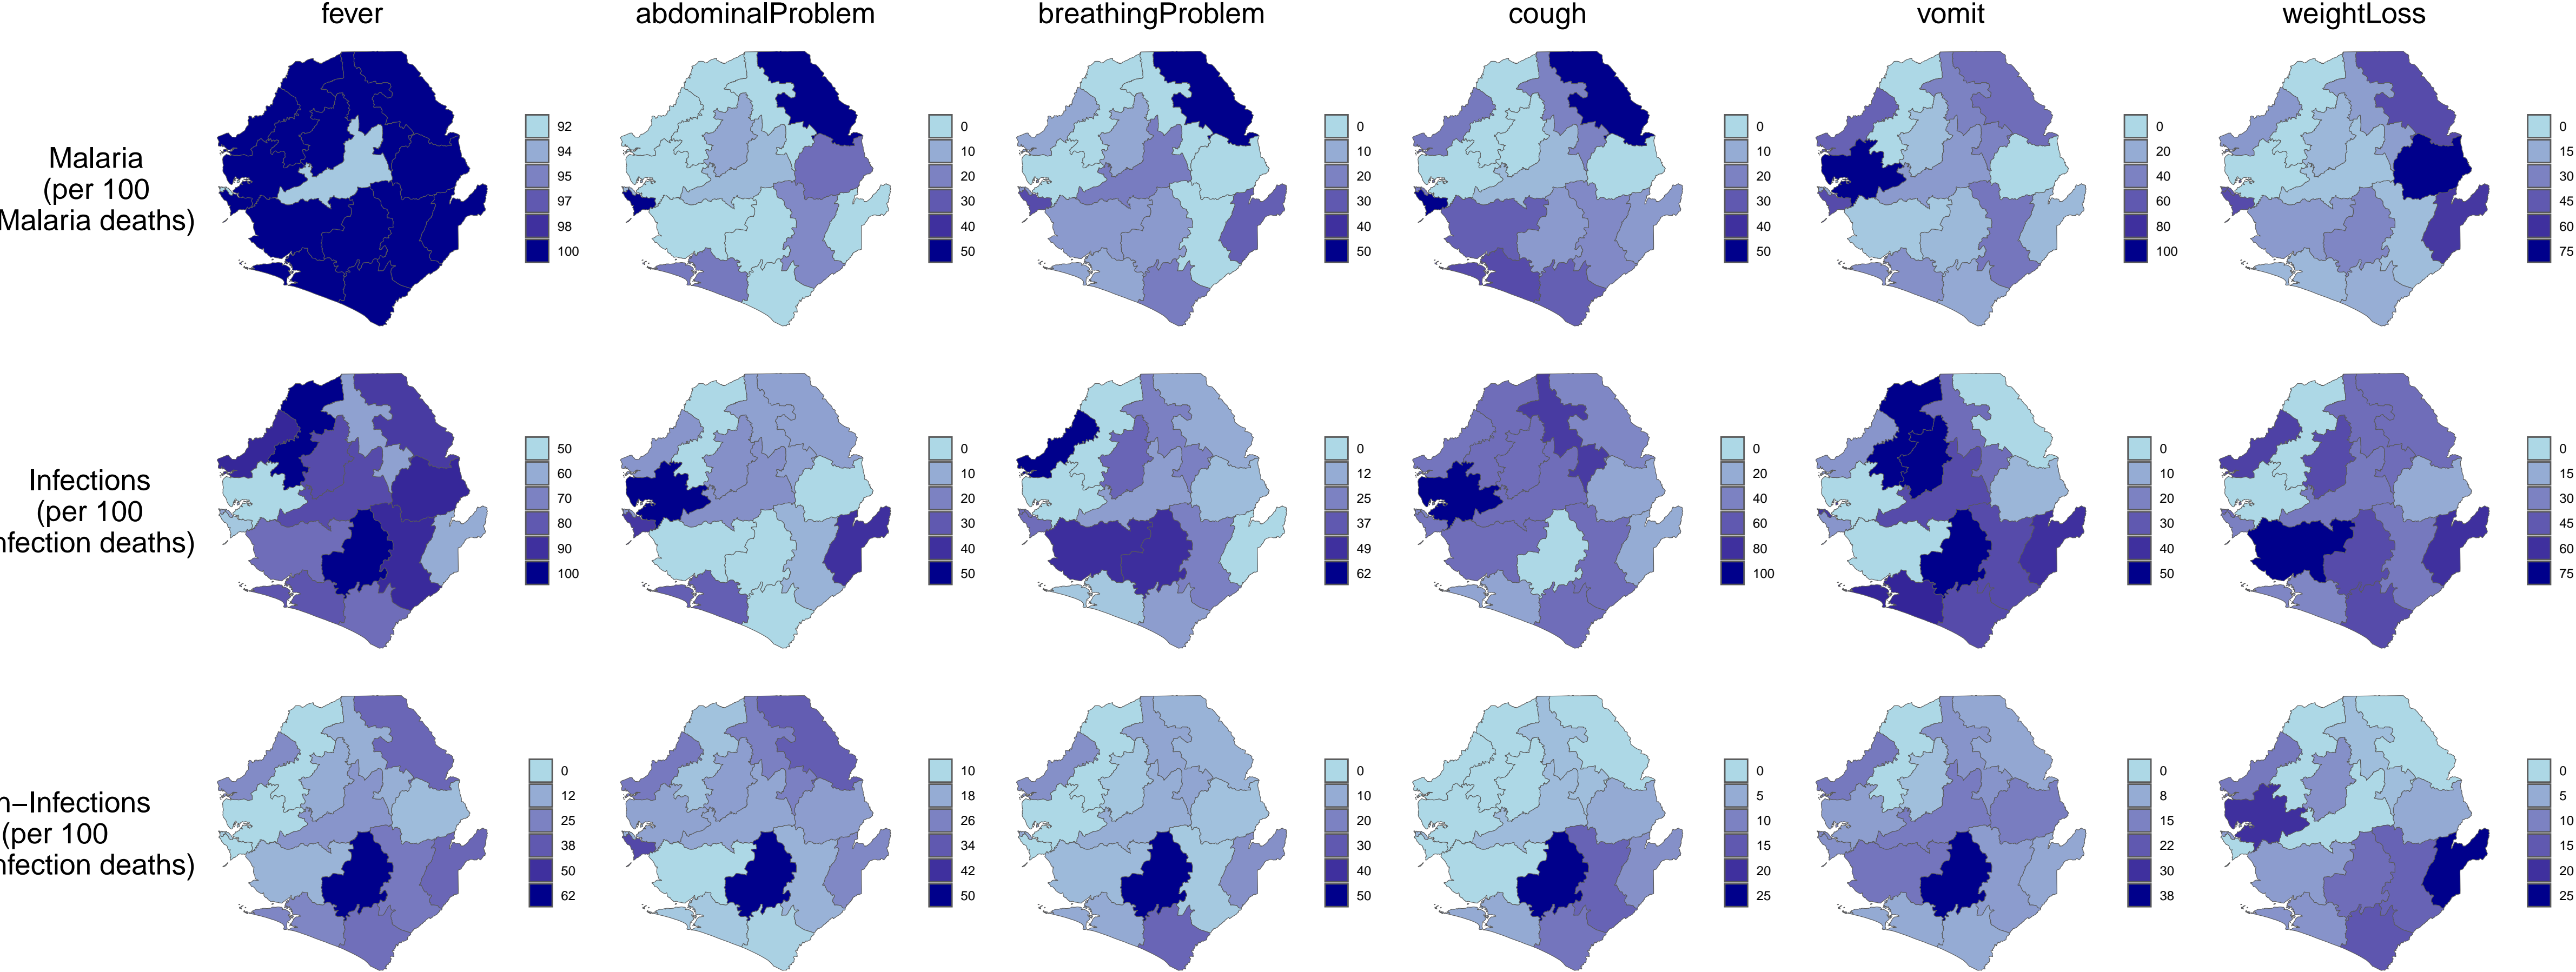 fever abdominalProblem breathingProblem cough vomit weightLoss
Malaria
(per 100
Malaria deaths)
92 0 0 0 0 0
94 10 10 10 20 15
95 20 20 20 40 30
97 30 30 30 60 45
98 40 40 40 80 60
100 50 50 50 100 75
Infections
(per 100
nfection deaths)
50 0 0 0 0 0
60 10 12 20 10 15
70 20 25 40 20 30
80 30 37 60 30 45
90 40 49 80 40 60
100 50 62 100 50 75
n–Infections
(per 100
nfection deaths)
0 10 0 0 0 0
12 18 10 5 8 5
25 26 20 10 15 10
38 34 30 15 22 15
50 42 40 20 30 20
62 50 50 25 38 25